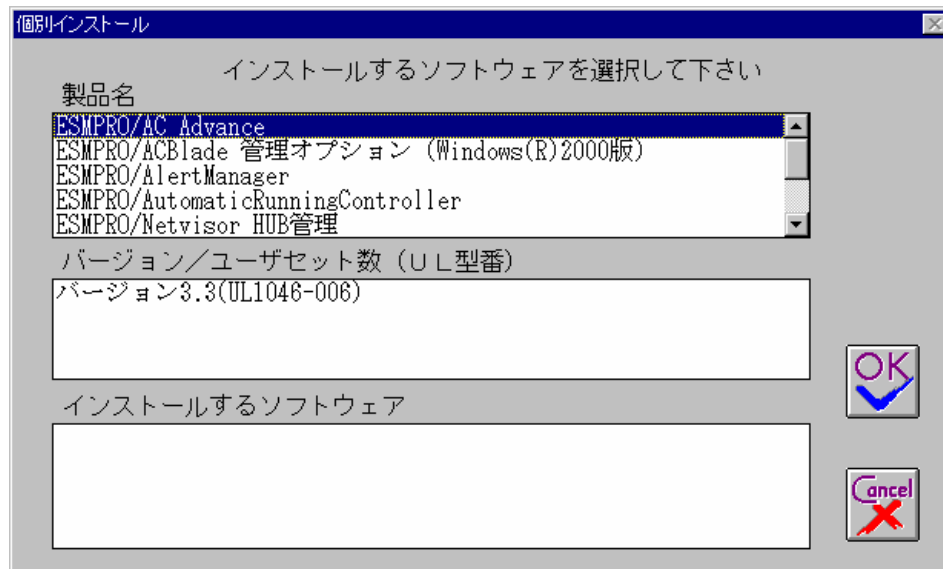 個別インストール
インストールするソフトウェアを選択して下さい
製品名
ESMPRO/AC Advance
ESMPRO/ACBlade 管理オプション (Windows(R)2000版)
ESMPRO/AlertManager
ESMPRO/AutomaticRunningController
ESMPRO/Netvisor HUB管理
バージョン／ユーザセット数（ＵＬ型番）
バージョン3.3(UL1046-006)
OK
インストールするソフトウェア
Cancel